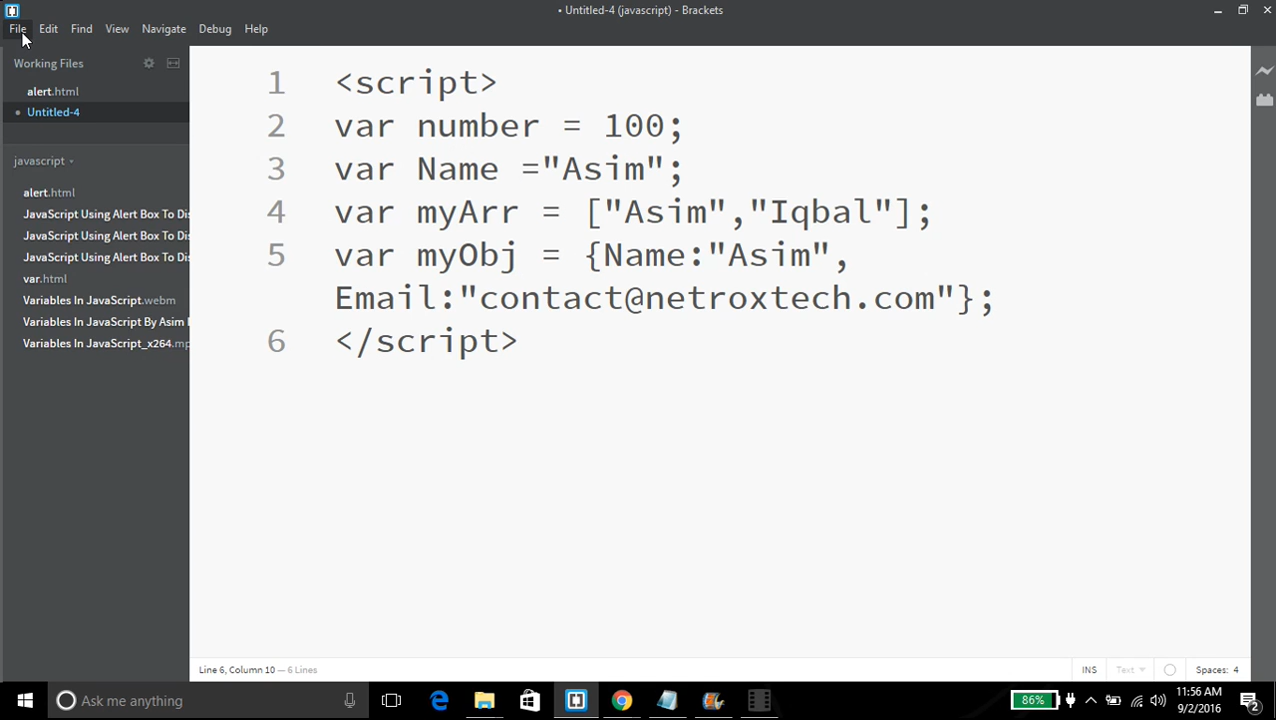 • Untitled-4 (javascript) - Brackets
File Edit Find View Navigate Debug Help
Working Files
alert.html
• Untitled-4
javascript
alert.html
JavaScript Using Alert Box To Di
JavaScript Using Alert Box To Di
JavaScript Using Alert Box To Di
var.html
Variables In JavaScript.webm
Variables In JavaScript By Asim
Variables In JavaScript_x264.mp
1 <script>
2 var number = 100;
3 var Name ="Asim";
4 var myArr = ["Asim","Iqbal"];
5 var myObj = {Name:"Asim",
Email:"contact@netroxtech.com"};
6 </script>
Line 6, Column 10 — 6 Lines
INS Text Spaces: 4
Ask me anything
86%
11:56 AM
9/2/2016
2